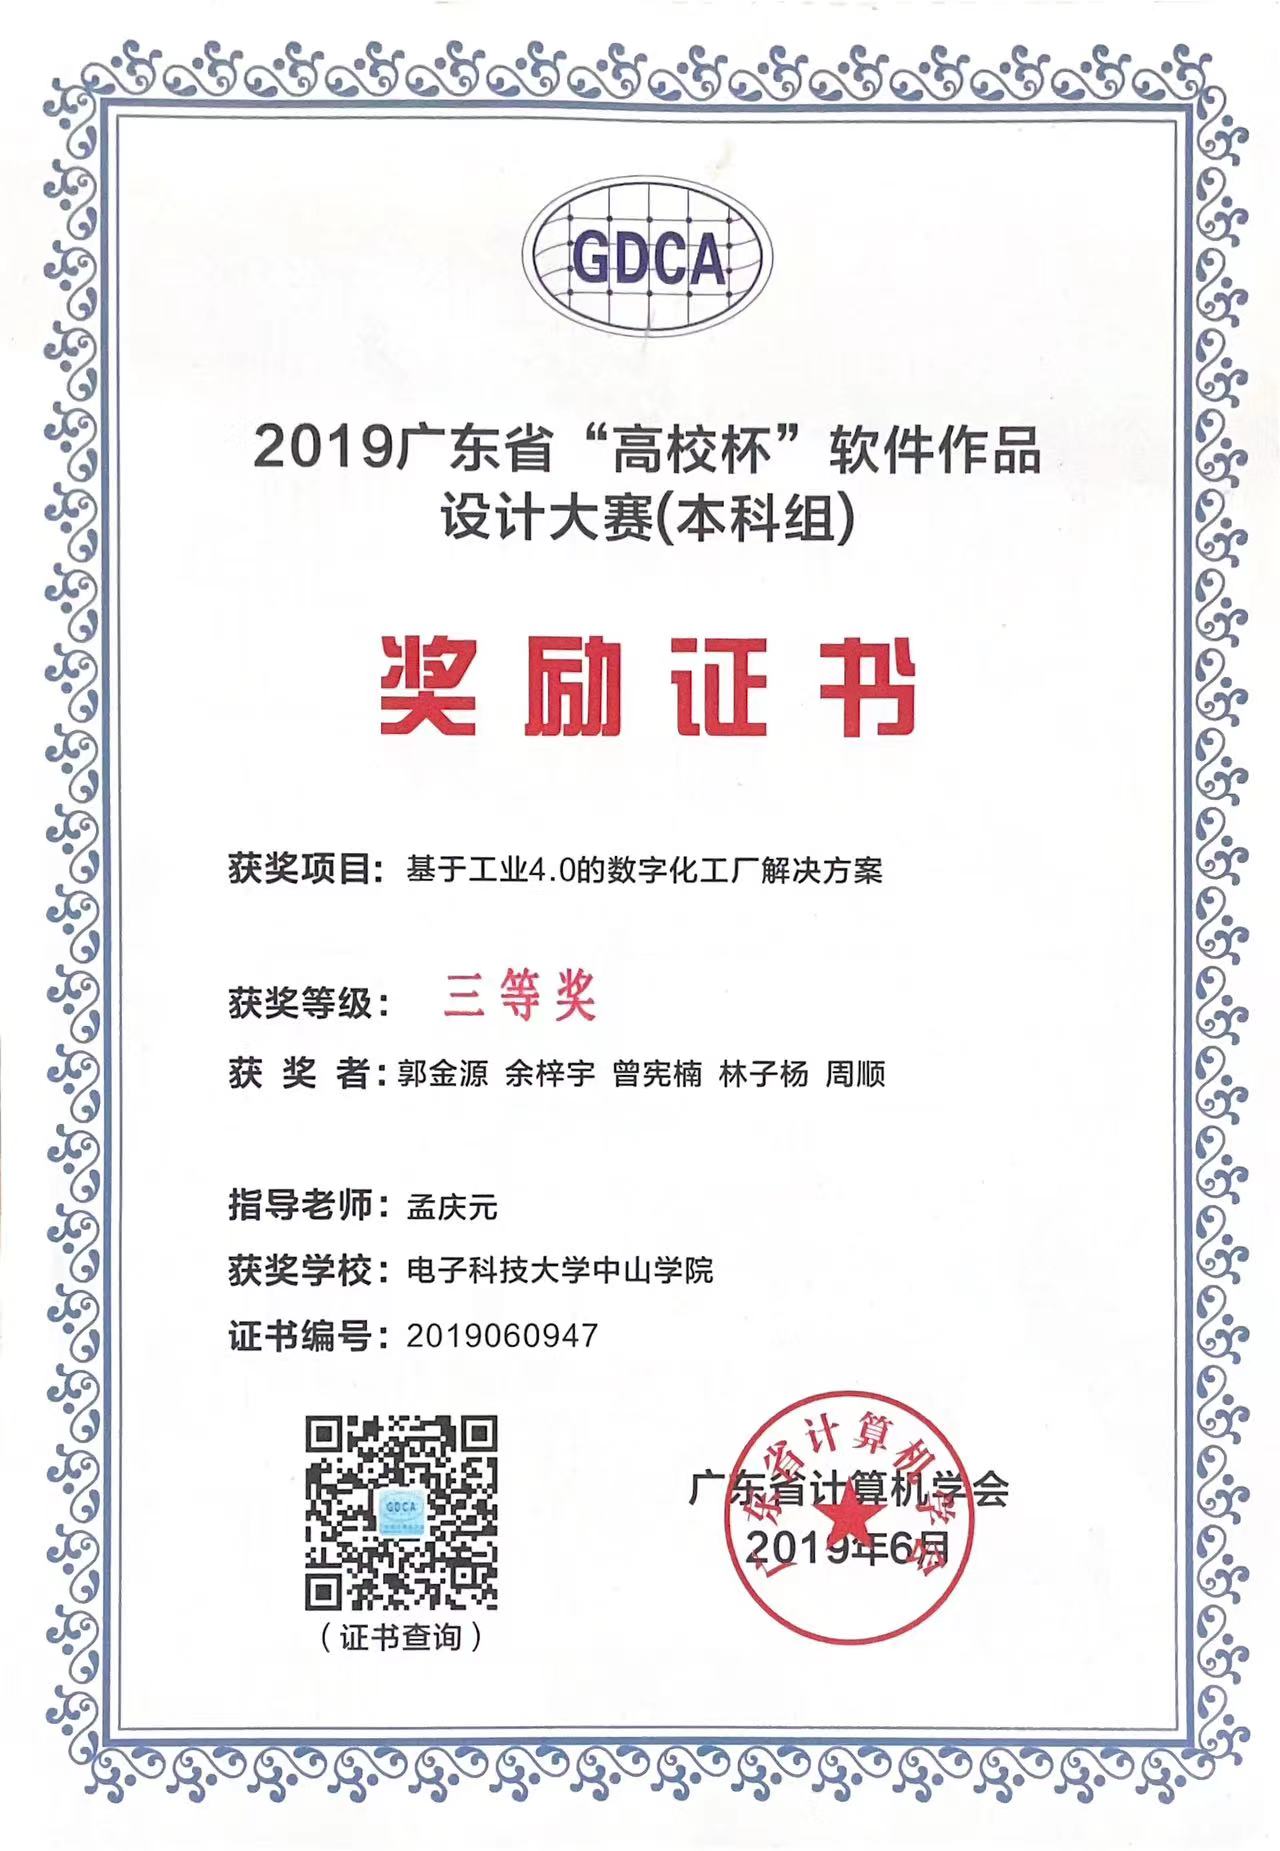 GDCA
2019广东省“高校杯”软件作品
设计大赛(本科组)
奖励证书
获奖项目：基于工业4.0的数字化工厂解决方案
获奖等级：三等奖
获奖者：郭金源 余梓宇 曾宪楠 林子杨 周顺
指导老师：孟庆元
获奖学校：电子科技大学中山学院
证书编号：2019060947
GDCA
（证书查询）
广东省计算机学会
广东省计算机学会
2019年6月